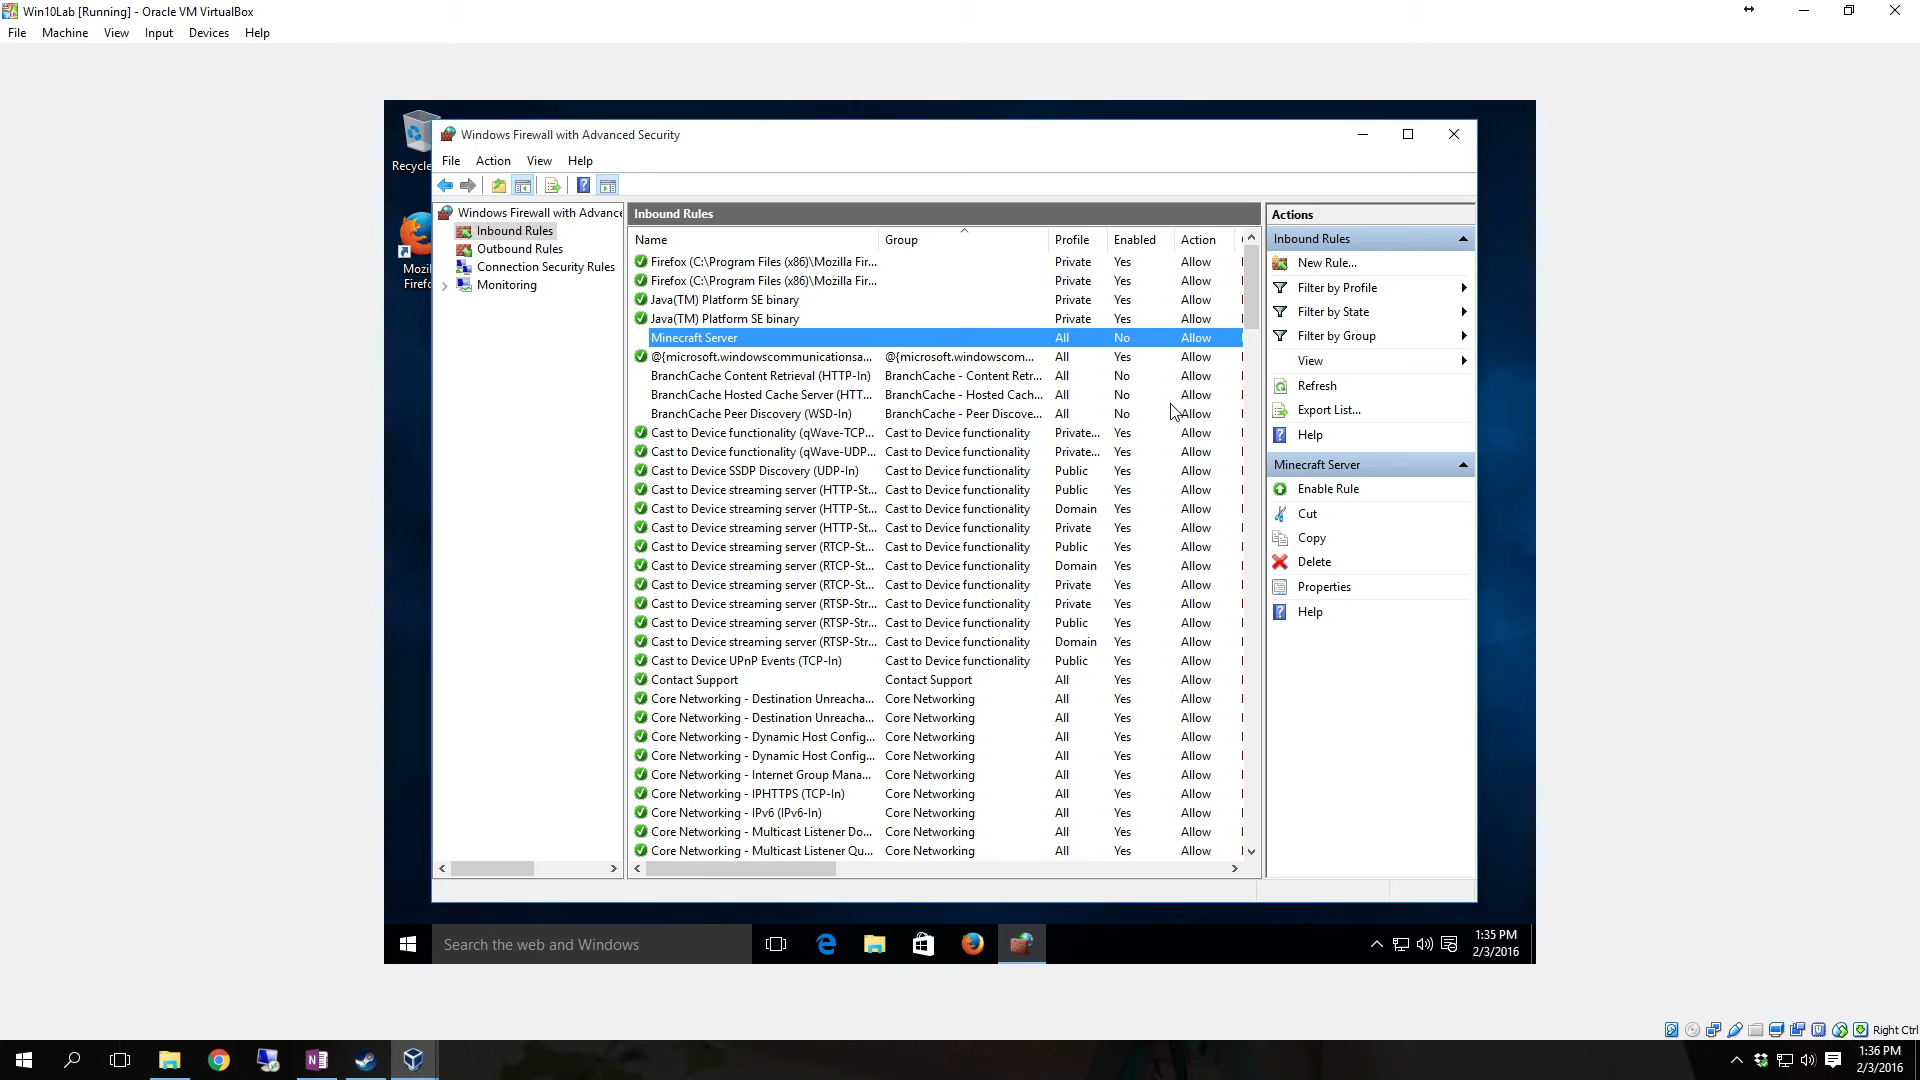 Win10Lab [Running] - Oracle VM VirtualBox
File Machine View Input Devices Help
Recycle
Mozil
Firefo
Windows Firewall with Advanced Security
File Action View Help
Windows Firewall with Advance
Inbound Rules
Outbound Rules
Connection Security Rules
Monitoring
Inbound Rules
Name Group Profile Enabled Action
Firefox (C:\Program Files (x86)\Mozilla Fir... Private Yes Allow
Firefox (C:\Program Files (x86)\Mozilla Fir... Private Yes Allow
Java(TM) Platform SE binary Private Yes Allow
Java(TM) Platform SE binary Private Yes Allow
Minecraft Server All No Allow
@{microsoft.windowscommunicationsa... @{microsoft.windowscom... All Yes Allow
BranchCache Content Retrieval (HTTP-In) BranchCache - Content Retr... All No Allow
BranchCache Hosted Cache Server (HTT... BranchCache - Hosted Cach... All No Allow
BranchCache Peer Discovery (WSD-In) BranchCache - Peer Discove... All No Allow
Cast to Device functionality (qWave-TCP... Cast to Device functionality Private... Yes Allow
Cast to Device functionality (qWave-UDP... Cast to Device functionality Private... Yes Allow
Cast to Device SSDP Discovery (UDP-In) Cast to Device functionality Public Yes Allow
Cast to Device streaming server (HTTP-St... Cast to Device functionality Public Yes Allow
Cast to Device streaming server (HTTP-St... Cast to Device functionality Domain Yes Allow
Cast to Device streaming server (HTTP-St... Cast to Device functionality Private Yes Allow
Cast to Device streaming server (RTCP-St... Cast to Device functionality Public Yes Allow
Cast to Device streaming server (RTCP-St... Cast to Device functionality Domain Yes Allow
Cast to Device streaming server (RTCP-St... Cast to Device functionality Private Yes Allow
Cast to Device streaming server (RTSP-Str... Cast to Device functionality Private Yes Allow
Cast to Device streaming server (RTSP-Str... Cast to Device functionality Public Yes Allow
Cast to Device streaming server (RTSP-Str... Cast to Device functionality Domain Yes Allow
Cast to Device UPnP Events (TCP-In) Cast to Device functionality Public Yes Allow
Contact Support Contact Support All Yes Allow
Core Networking - Destination Unreacha... Core Networking All Yes Allow
Core Networking - Destination Unreacha... Core Networking All Yes Allow
Core Networking - Dynamic Host Config... Core Networking All Yes Allow
Core Networking - Dynamic Host Config... Core Networking All Yes Allow
Core Networking - Internet Group Mana... Core Networking All Yes Allow
Core Networking - IPHTTPS (TCP-In) Core Networking All Yes Allow
Core Networking - IPv6 (IPv6-In) Core Networking All Yes Allow
Core Networking - Multicast Listener Do... Core Networking All Yes Allow
Core Networking - Multicast Listener Qu... Core Networking All Yes Allow
Actions
Inbound Rules
New Rule...
Filter by Profile
Filter by State
Filter by Group
View
Refresh
Export List...
Help
Minecraft Server
Enable Rule
Cut
Copy
Delete
Properties
Help
Search the web and Windows
1:35 PM
2/3/2016
Right Ctrl
1:36 PM
2/3/2016